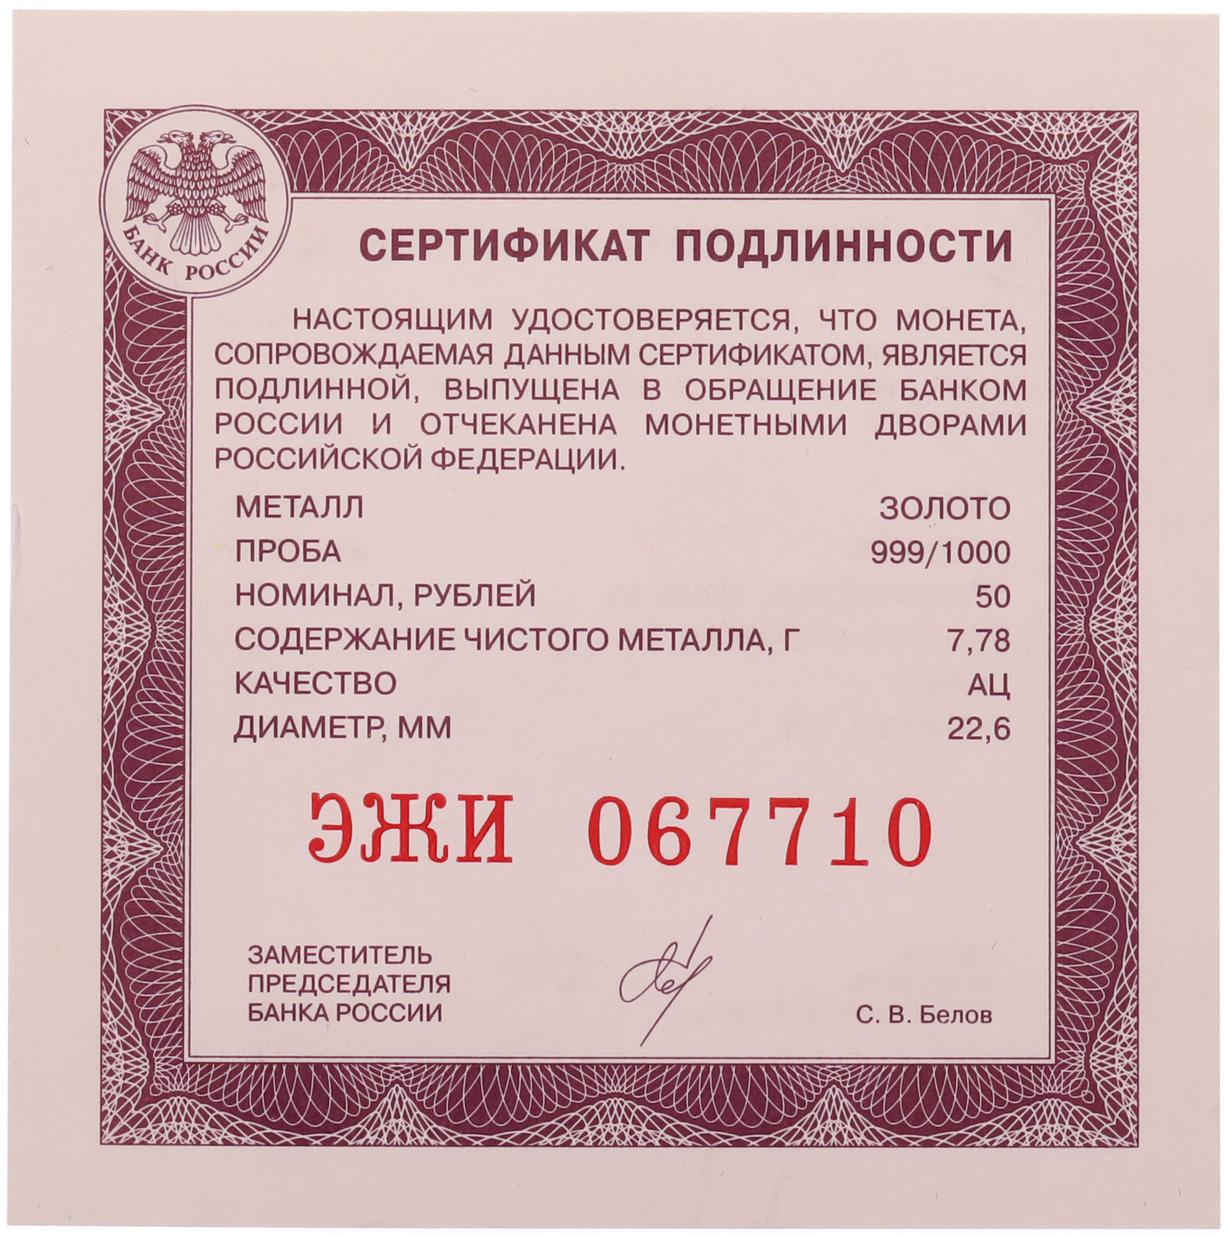 БАНК РОССИИ
СЕРТИФИКАТ ПОДЛИННОСТИ
НАСТОЯЩИМ УДОСТОВЕРЯЕТСЯ, ЧТО МОНЕТА,
СОПРОВОЖДАЕМАЯ ДАННЫМ СЕРТИФИКАТОМ, ЯВЛЯЕТСЯ
ПОДЛИННОЙ, ВЫПУЩЕНА В ОБРАЩЕНИЕ БАНКОМ
РОССИИ И ОТЧЕКАНЕНА МОНЕТНЫМИ ДВОРАМИ
РОССИЙСКОЙ ФЕДЕРАЦИИ.
МЕТАЛЛ ЗОЛОТО
ПРОБА 999/1000
НОМИНАЛ, РУБЛЕЙ 50
СОДЕРЖАНИЕ ЧИСТОГО МЕТАЛЛА, Г 7,78
КАЧЕСТВО АЦ
ДИАМЕТР, ММ 22,6
ЭЖИ 067710
ЗАМЕСТИТЕЛЬ
ПРЕДСЕДАТЕЛЯ
БАНКА РОССИИ С. В. Белов